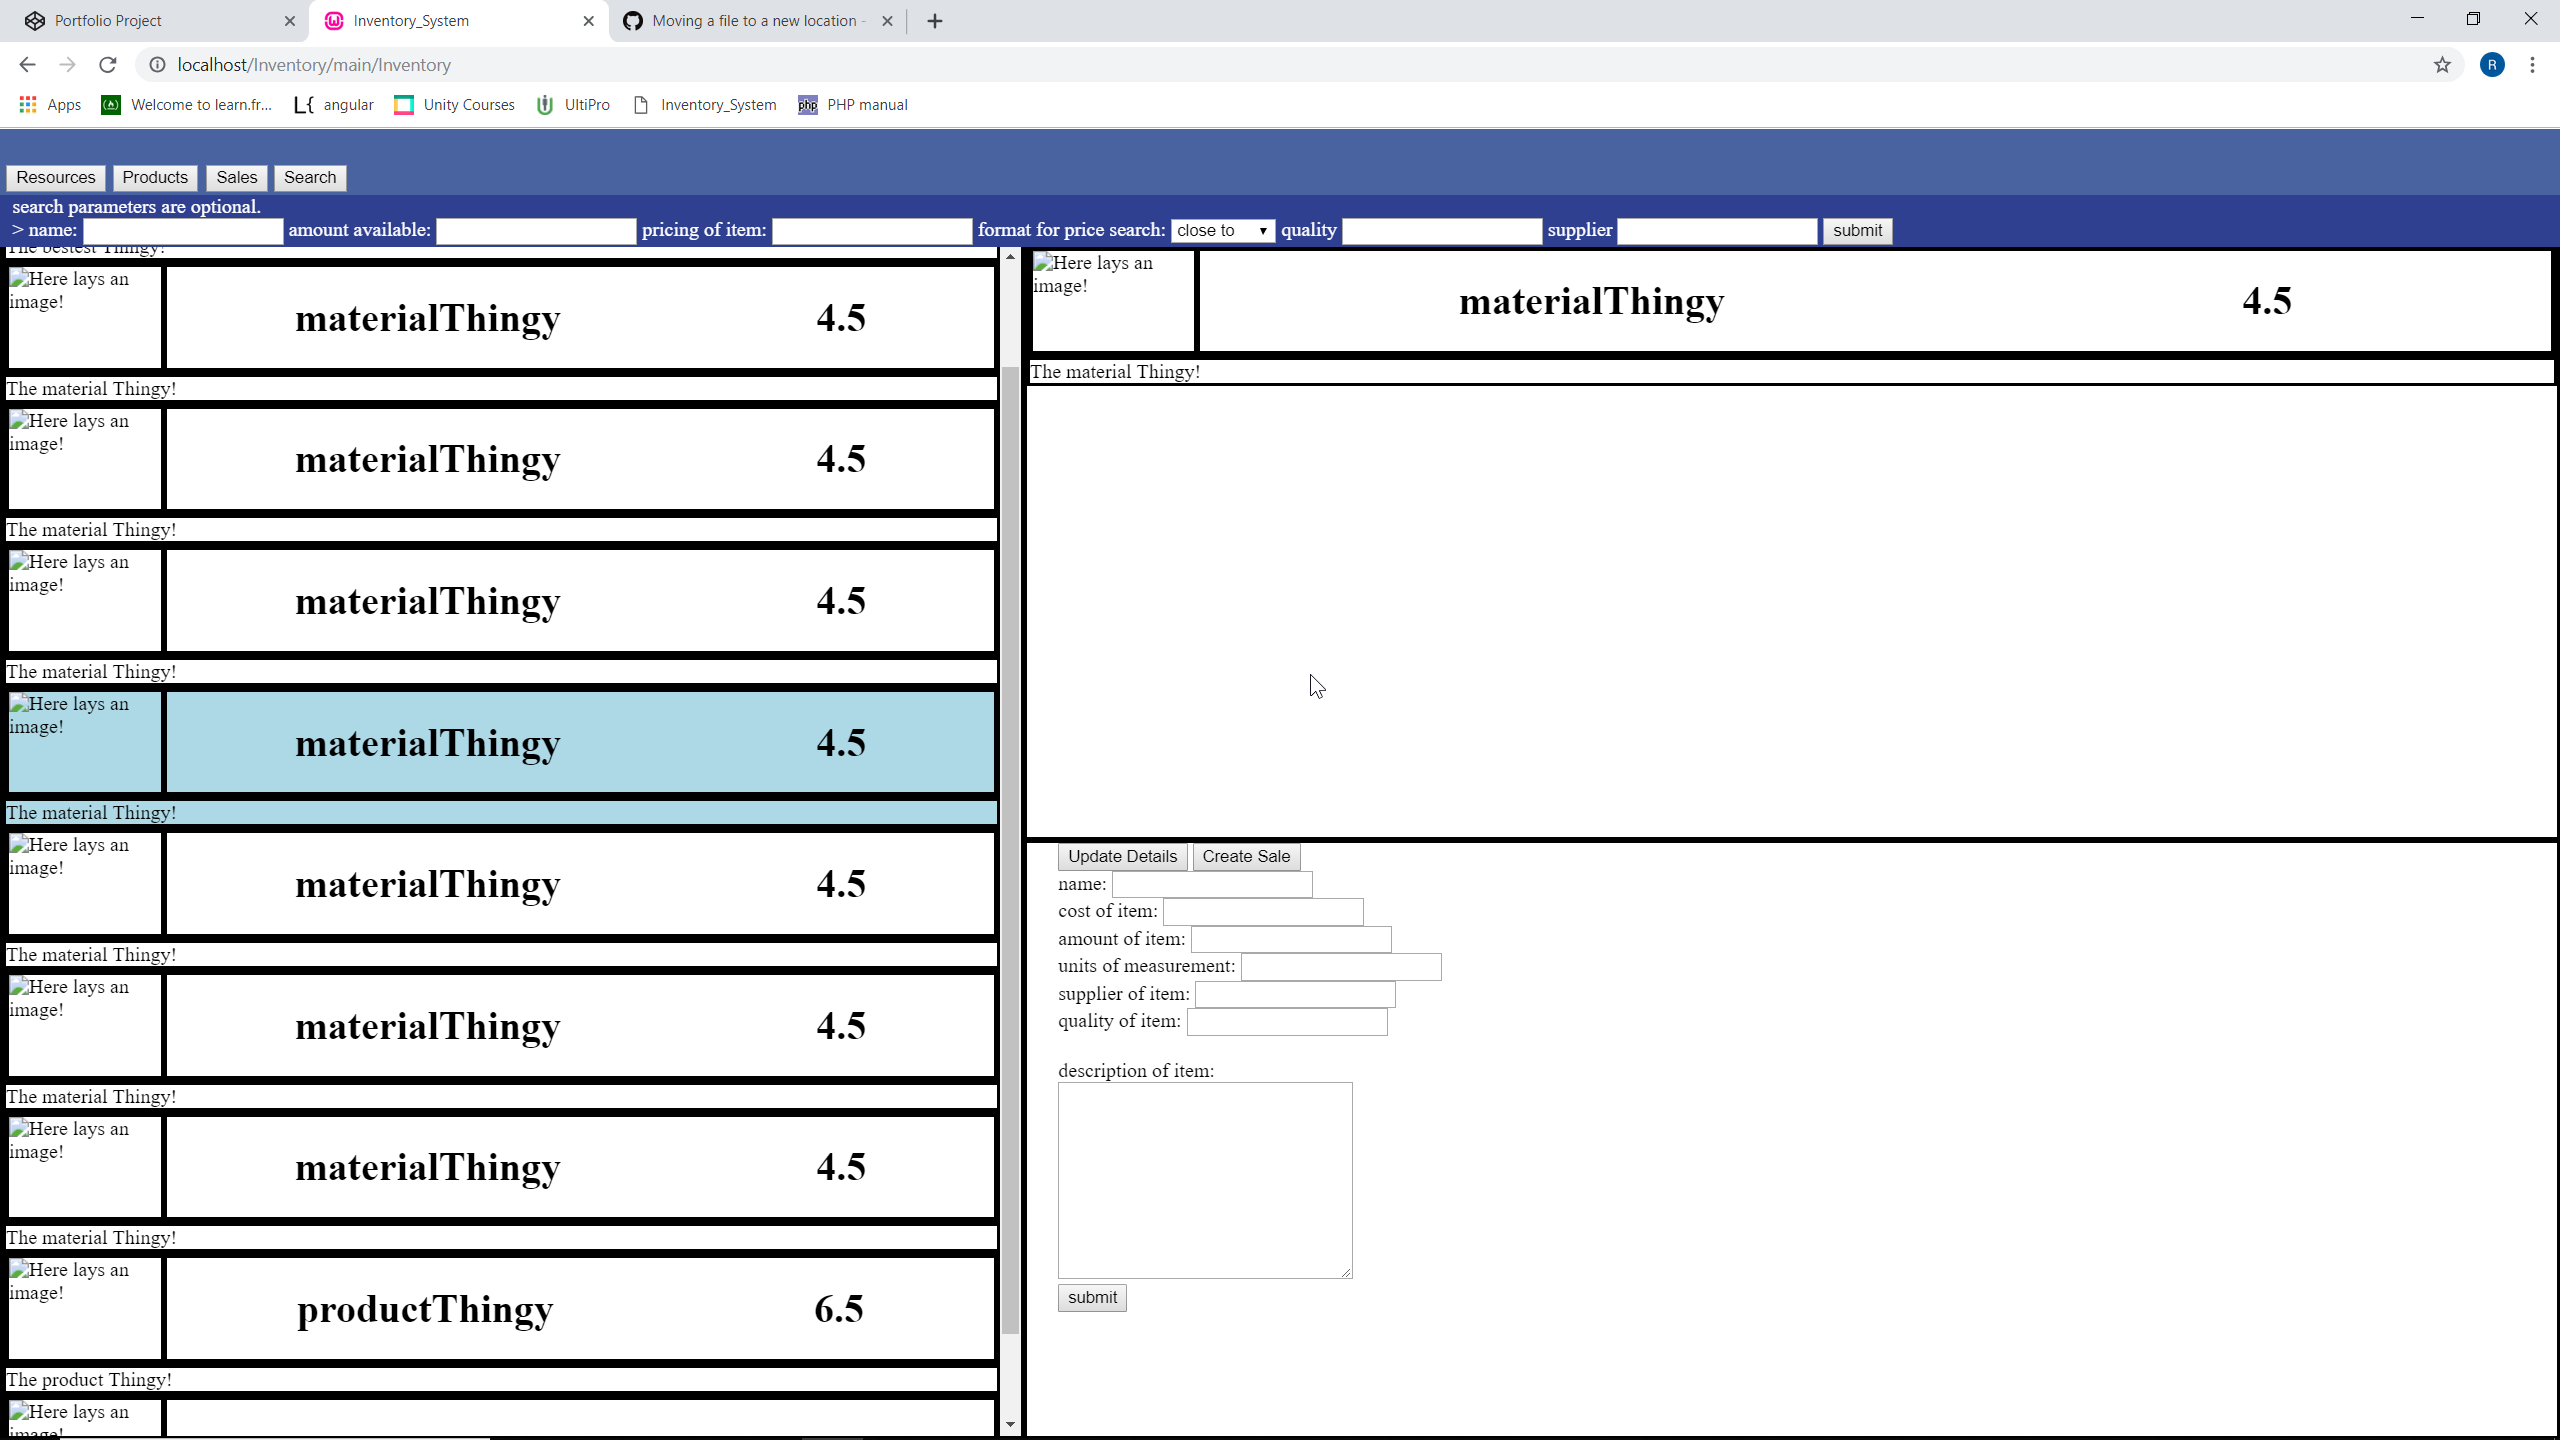 Portfolio Project
Inventory_System
Moving a file to a new location -
localhost/Inventory/main/Inventory
R
Apps
Welcome to learn.fr...
angular
Unity Courses
UltiPro
Inventory_System
php
PHP manual
Resources Products Sales Search
search parameters are optional.
> name: amount available: pricing of item: format for price search: close to quality supplier submit
The bestest Thingy!
Here lays an
image!
materialThingy 4.5
The material Thingy!
Here lays an
image!
materialThingy 4.5
The material Thingy!
Here lays an
image!
materialThingy 4.5
The material Thingy!
Here lays an
image!
materialThingy 4.5
The material Thingy!
Here lays an
image!
materialThingy 4.5
The material Thingy!
Here lays an
image!
materialThingy 4.5
The material Thingy!
Here lays an
image!
materialThingy 4.5
The material Thingy!
Here lays an
image!
productThingy 6.5
The product Thingy!
Here lays an
image!
Here lays an
image!
materialThingy 4.5
The material Thingy!
Update Details Create Sale
name:
cost of item:
amount of item:
units of measurement:
supplier of item:
quality of item:
description of item:
submit